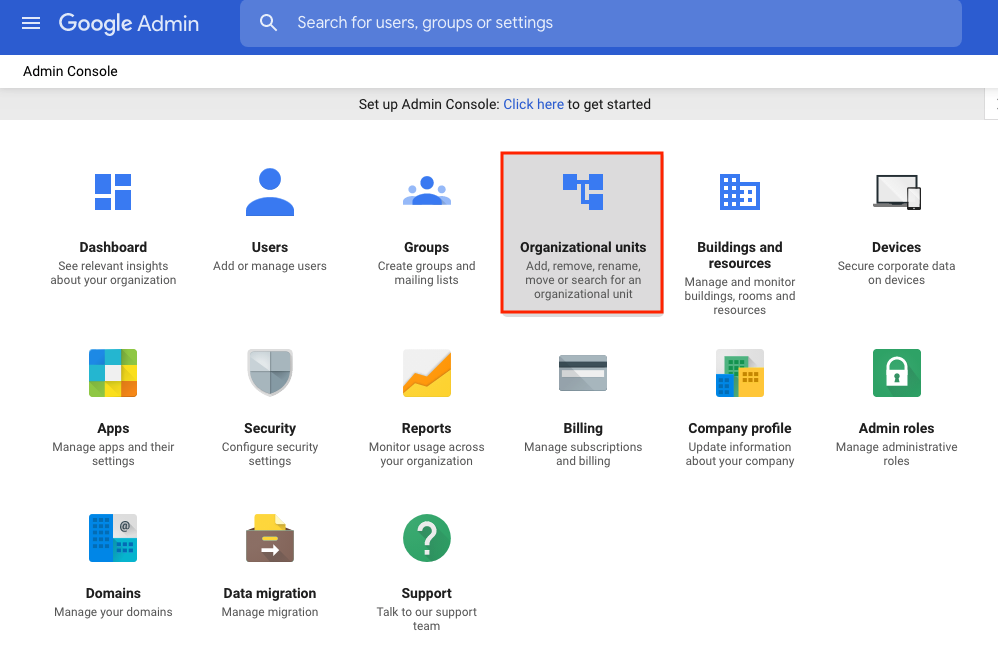 Google Admin
Search for users, groups or settings
Admin Console
Set up Admin Console: Click here to get started
Dashboard
See relevant insights
about your organization
Users
Add or manage users
Groups
Create groups and
mailing lists
Organizational units
Add, remove, rename,
move or search for an
organizational unit
Buildings and
resources
Manage and monitor
buildings, rooms and
resources
Devices
Secure corporate data
on devices
Apps
Manage apps and their
settings
Security
Configure security
settings
Reports
Monitor usage across
your organization
Billing
Manage subscriptions
and billing
Company profile
Update information
about your company
Admin roles
Manage administrative
roles
@
Domains
Manage your domains
Data migration
Manage migration
?
Support
Talk to our support
team